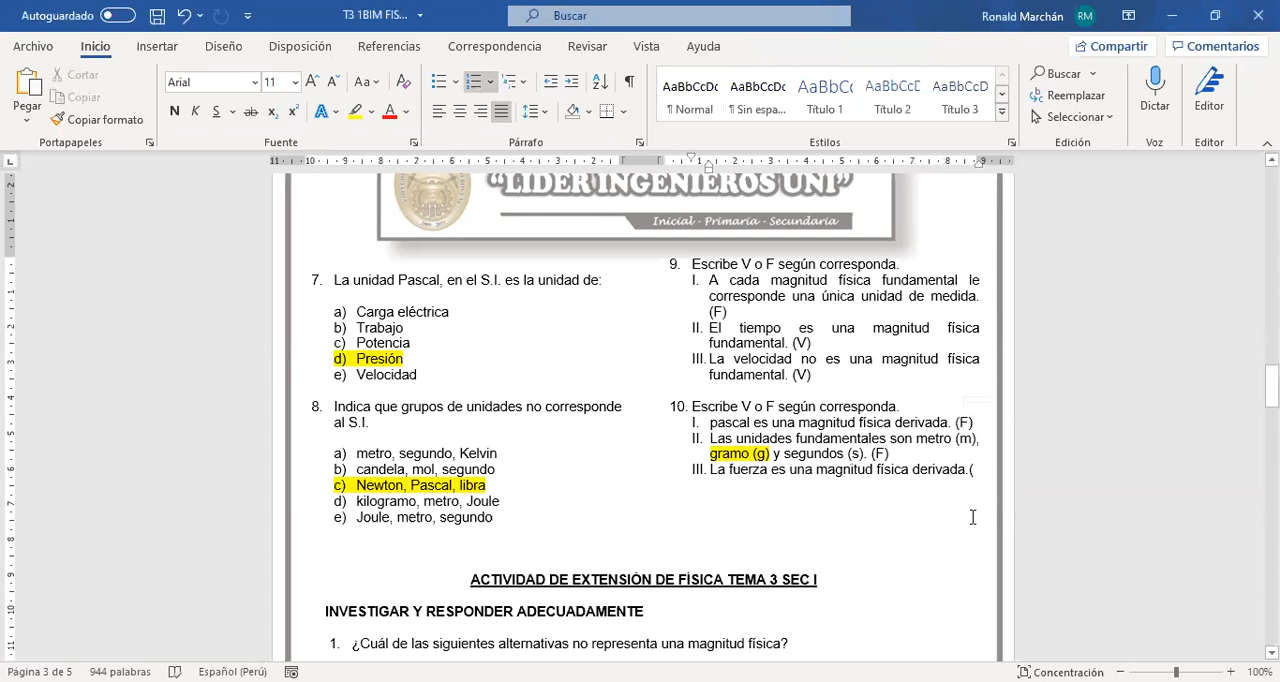 Autoguardado
T3 1BIM FIS...
Buscar
Ronald Marchán
RM
Archivo
Inicio
Insertar
Diseño
Disposición
Referencias
Correspondencia
Revisar
Vista
Ayuda
Compartir
Comentarios
Pegar
Cortar
Copiar
Copiar formato
Portapapeles
Arial
11
Fuente
Párrafo
AaBbCcDc
¶ Normal
AaBbCcDc
¶ Sin espa...
AaBbCc
Título 1
AaBbCcD
Título 2
AaBbCcD
Título 3
Estilos
Buscar
Reemplazar
Seleccionar
Edición
Dictar
Voz
Editor
Editor
"LIDER INGENIEROS UNI"
Inicial - Primaria - Secundaria
7. La unidad Pascal, en el S.I. es la unidad de:
a) Carga eléctrica
b) Trabajo
c) Potencia
d) Presión
e) Velocidad
8. Indica que grupos de unidades no corresponde
al S.I.
a) metro, segundo, Kelvin
b) candela, mol, segundo
c) Newton, Pascal, libra
d) kilogramo, metro, Joule
e) Joule, metro, segundo
9. Escribe V o F según corresponda.
I. A cada magnitud física fundamental le
corresponde una única unidad de medida.
(F)
II. El tiempo es una magnitud física
fundamental. (V)
III. La velocidad no es una magnitud física
fundamental. (V)
10. Escribe V o F según corresponda.
I. pascal es una magnitud física derivada. (F)
II. Las unidades fundamentales son metro (m),
gramo (g) y segundos (s). (F)
III. La fuerza es una magnitud física derivada.(
ACTIVIDAD DE EXTENSIÓN DE FÍSICA TEMA 3 SEC I
INVESTIGAR Y RESPONDER ADECUADAMENTE
1. ¿Cuál de las siguientes alternativas no representa una magnitud física?
Página 3 de 5
944 palabras
Español (Perú)
Concentración
100%